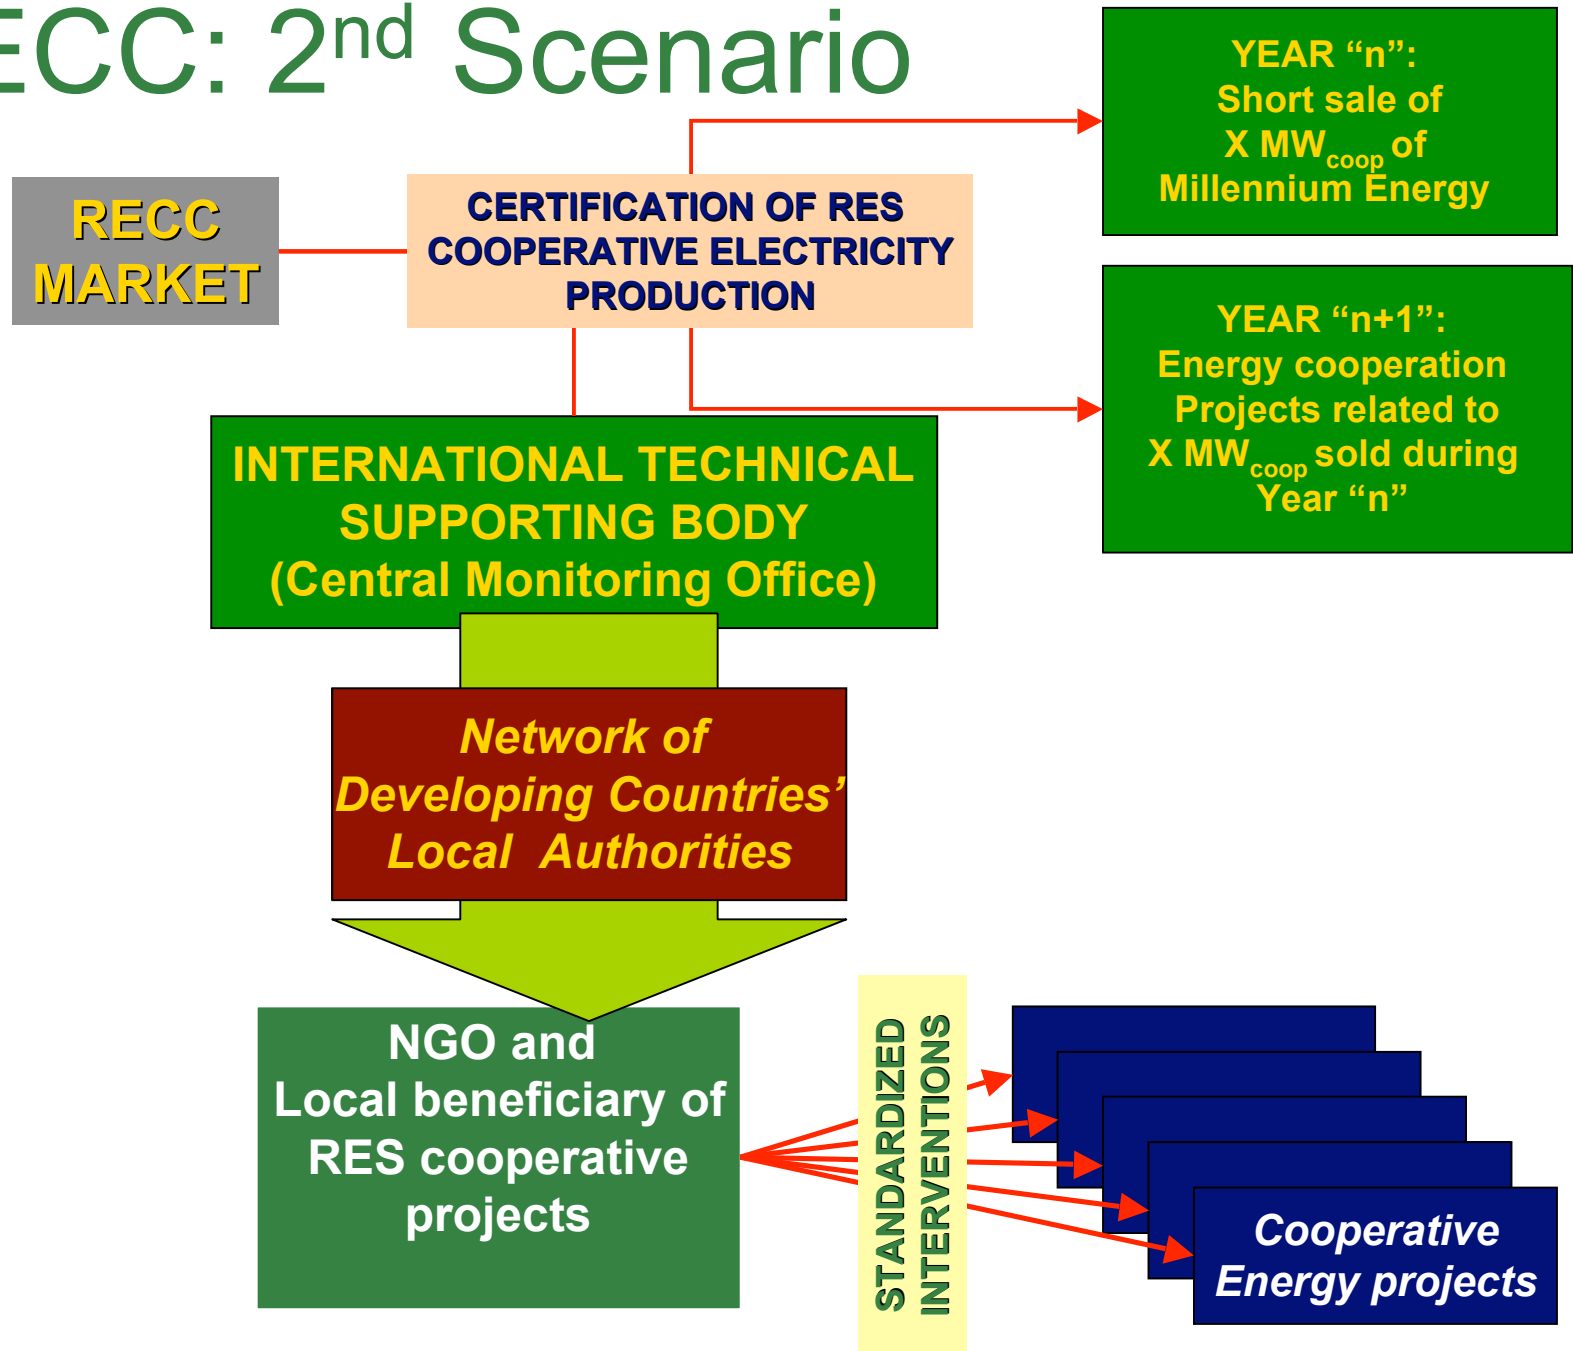 ECC: 2nd Scenario
YEAR “n”:
Short sale of
X MWcoop of
Millennium Energy
RECC
MARKET
CERTIFICATION OF RES
COOPERATIVE ELECTRICITY
PRODUCTION
YEAR “n+1”:
Energy cooperation
Projects related to
X MWcoop sold during
Year “n”
INTERNATIONAL TECHNICAL
SUPPORTING BODY
(Central Monitoring Office)
Network of
Developing Countries’
Local Authorities
NGO and
Local beneficiary of
RES cooperative
projects
STANDARDIZED
INTERVENTIONS
Cooperative
Energy projects